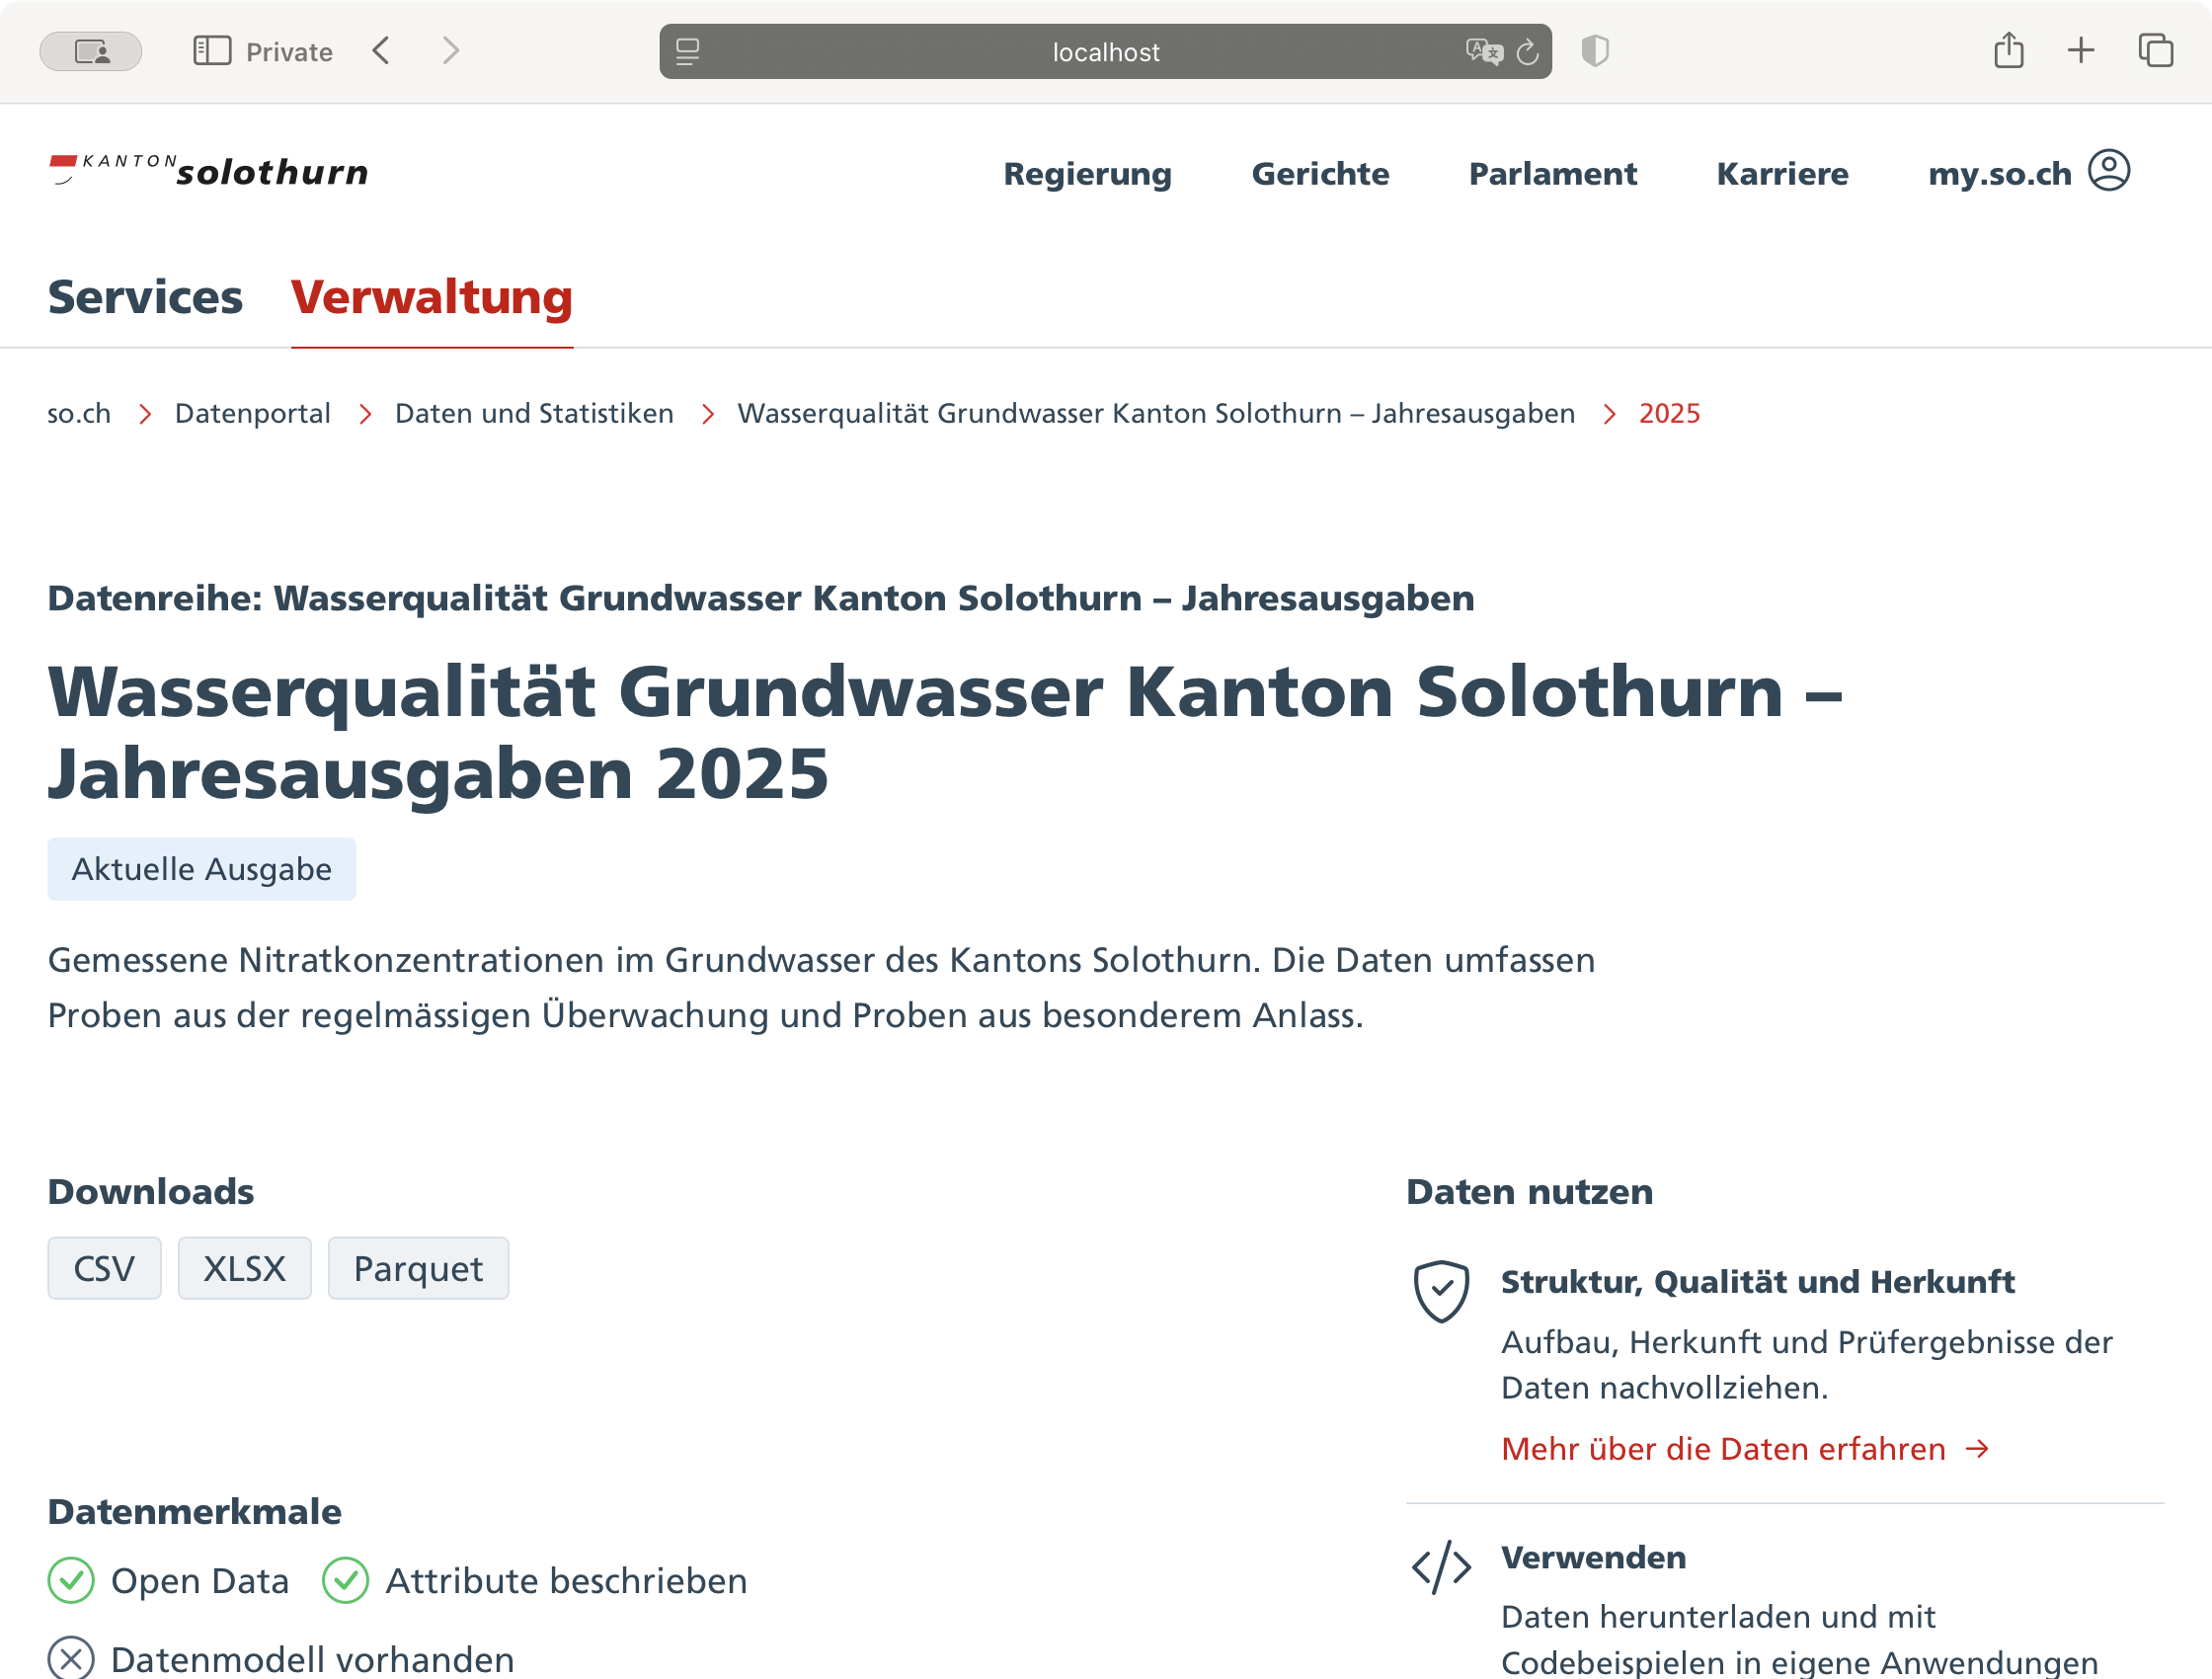 Private
localhost
KANTON solothurn
Regierung Gerichte Parlament Karriere my.so.ch
Services Verwaltung
so.ch Datenportal Daten und Statistiken Wasserqualität Grundwasser Kanton Solothurn – Jahresausgaben 2025
Datenreihe: Wasserqualität Grundwasser Kanton Solothurn – Jahresausgaben
Wasserqualität Grundwasser Kanton Solothurn –
Jahresausgaben 2025
Aktuelle Ausgabe
Gemessene Nitratkonzentrationen im Grundwasser des Kantons Solothurn. Die Daten umfassen
Proben aus der regelmässigen Überwachung und Proben aus besonderem Anlass.
Downloads
CSV XLSX Parquet
Datenmerkmale
Open Data Attribute beschrieben
Datenmodell vorhanden
Daten nutzen
Struktur, Qualität und Herkunft
Aufbau, Herkunft und Prüfergebnisse der
Daten nachvollziehen.
Mehr über die Daten erfahren →
Verwenden
Daten herunterladen und mit
Codebeispielen in eigene Anwendungen